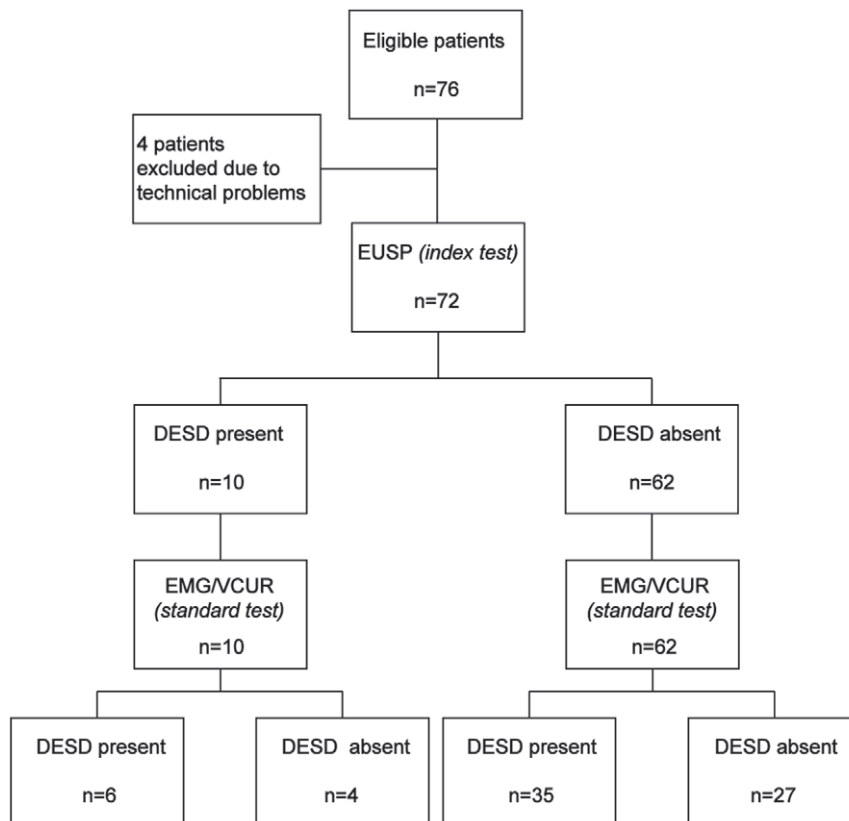 Eligible patients
n=76
4 patients
excluded due to
technical problems
EUSP (index test)
n=72
DESD present
n=10
DESD absent
n=62
EMG/VCUR
(standard test)
n=10
EMG/VCUR
(standard test)
n=62
DESD present
n=6
DESD absent
n=4
DESD present
n=35
DESD absent
n=27